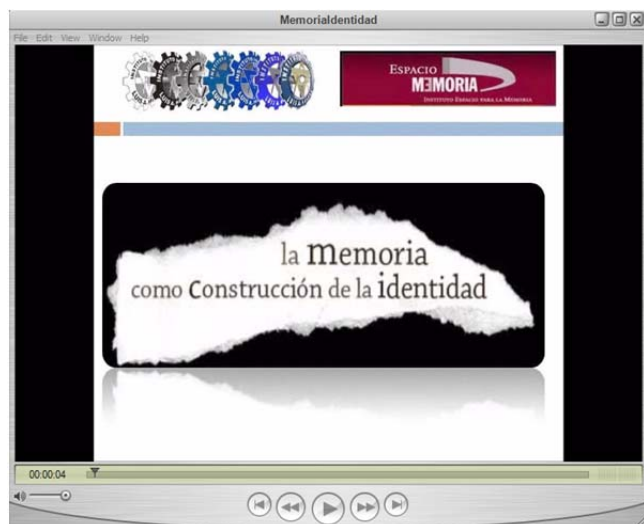 MemoriaIdentidad
File Edit View Window Help
ESPACIO
MEMORIA
INSTITUTO ESPACIO PARA LA MEMORIA
la memoria
como Construcción de la identidad
00:00:04